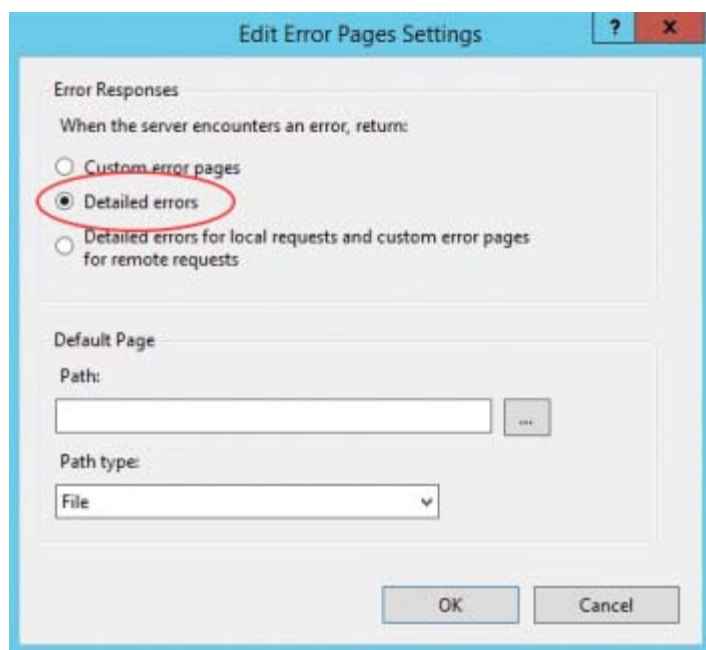 Edit Error Pages Settings
?
x
Error Responses
When the server encounters an error, return:
Custom error pages
Detailed errors
Detailed errors for local requests and custom error pages
for remote requests
Default Page
Path:
...
Path type:
File
OK
Cancel